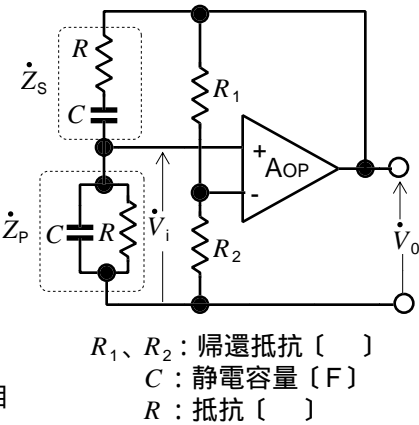 R
Ż_S
R_1
C
+
A_OP
-
Ż_P
C
R
V̇_i
R_2
V̇_0
R_1、R_2：帰還抵抗〔　〕
C：静電容量〔F〕
R：抵抗〔　〕